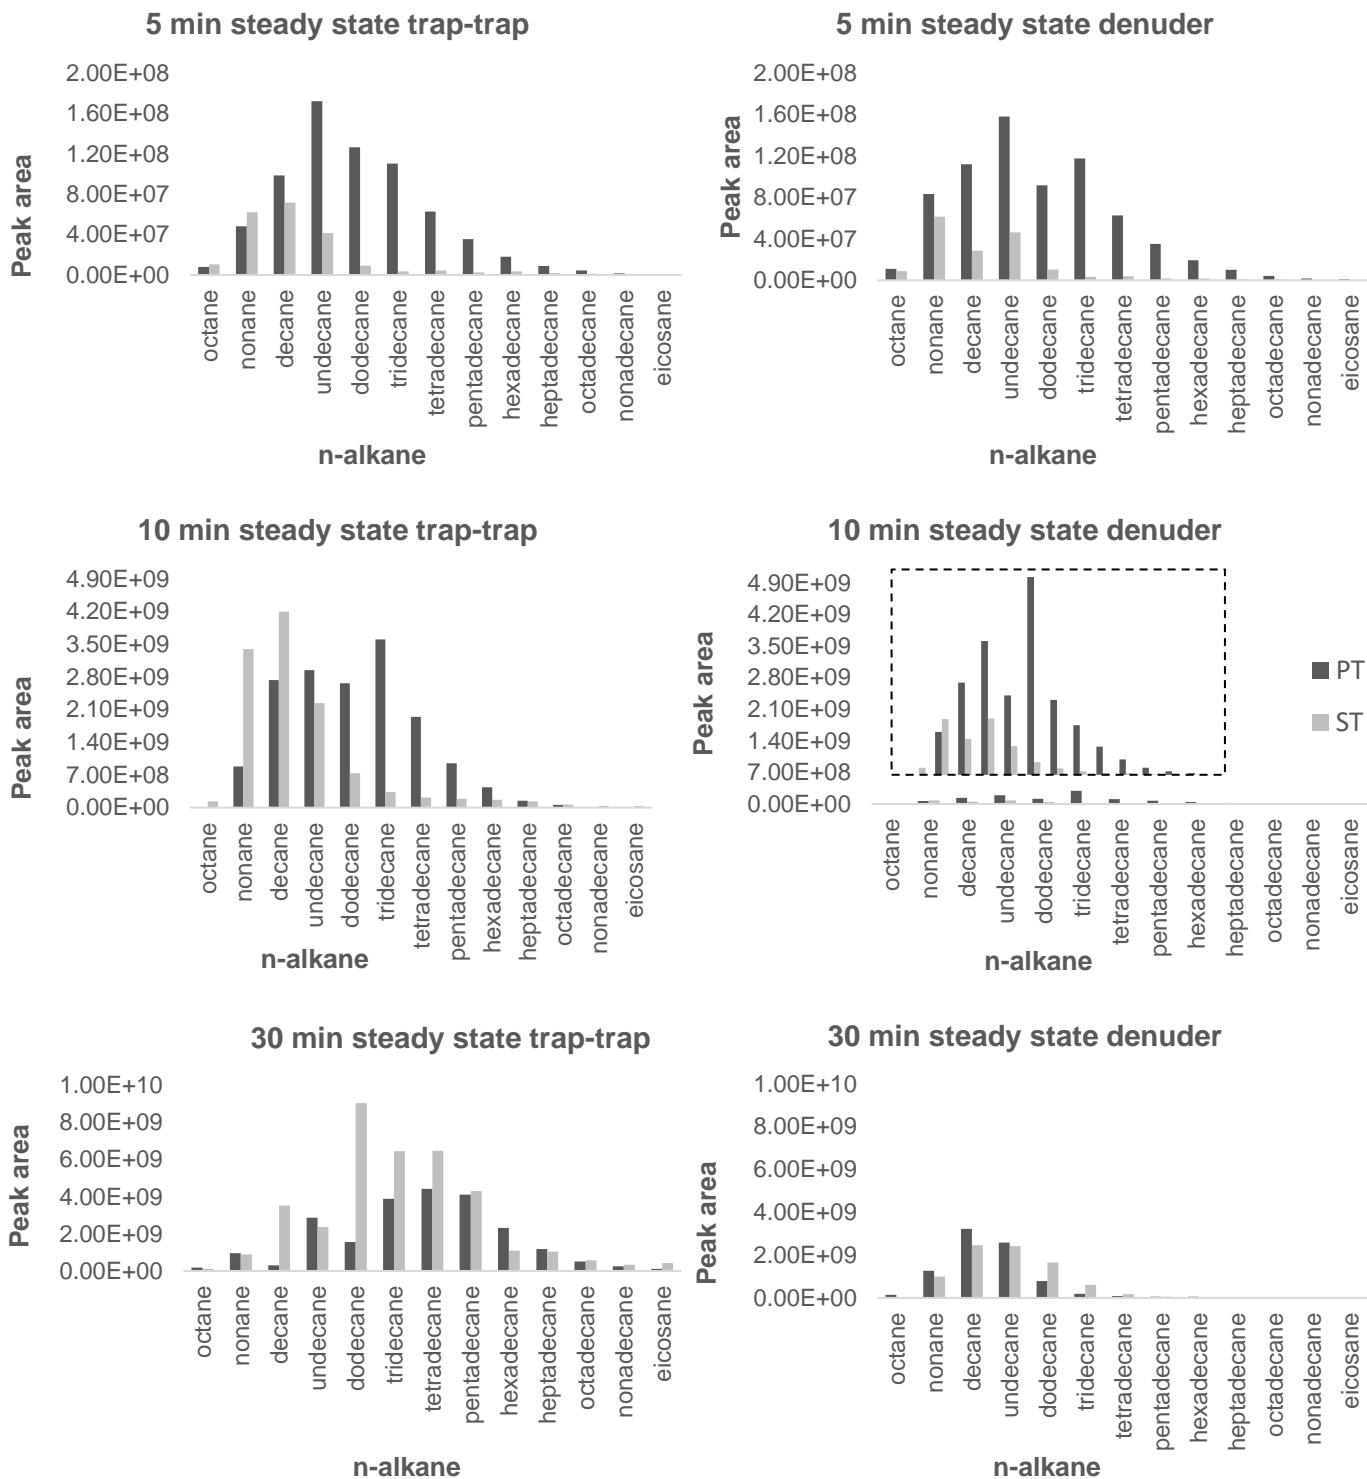 5 min steady state trap-trap
Peak area
2.00E+08
1.60E+08
1.20E+08
8.00E+07
4.00E+07
0.00E+00
octane
nonane
decane
undecane
dodecane
tridecane
tetradecane
pentadecane
hexadecane
heptadecane
octadecane
nonadecane
eicosane
n-alkane
5 min steady state denuder
Peak area
2.00E+08
1.60E+08
1.20E+08
8.00E+07
4.00E+07
0.00E+00
octane
nonane
decane
undecane
dodecane
tridecane
tetradecane
pentadecane
hexadecane
heptadecane
octadecane
nonadecane
eicosane
n-alkane
10 min steady state trap-trap
Peak area
4.90E+09
4.20E+09
3.50E+09
2.80E+09
2.10E+09
1.40E+09
7.00E+08
0.00E+00
octane
nonane
decane
undecane
dodecane
tridecane
tetradecane
pentadecane
hexadecane
heptadecane
octadecane
nonadecane
eicosane
n-alkane
10 min steady state denuder
Peak area
4.90E+09
4.20E+09
3.50E+09
2.80E+09
2.10E+09
1.40E+09
7.00E+08
0.00E+00
octane
nonane
decane
undecane
dodecane
tridecane
tetradecane
pentadecane
hexadecane
heptadecane
octadecane
nonadecane
eicosane
n-alkane
PT
ST
30 min steady state trap-trap
Peak area
1.00E+10
8.00E+09
6.00E+09
4.00E+09
2.00E+09
0.00E+00
octane
nonane
decane
undecane
dodecane
tridecane
tetradecane
pentadecane
hexadecane
heptadecane
octadecane
nonadecane
eicosane
n-alkane
30 min steady state denuder
Peak area
1.00E+10
8.00E+09
6.00E+09
4.00E+09
2.00E+09
0.00E+00
octane
nonane
decane
undecane
dodecane
tridecane
tetradecane
pentadecane
hexadecane
heptadecane
octadecane
nonadecane
eicosane
n-alkane